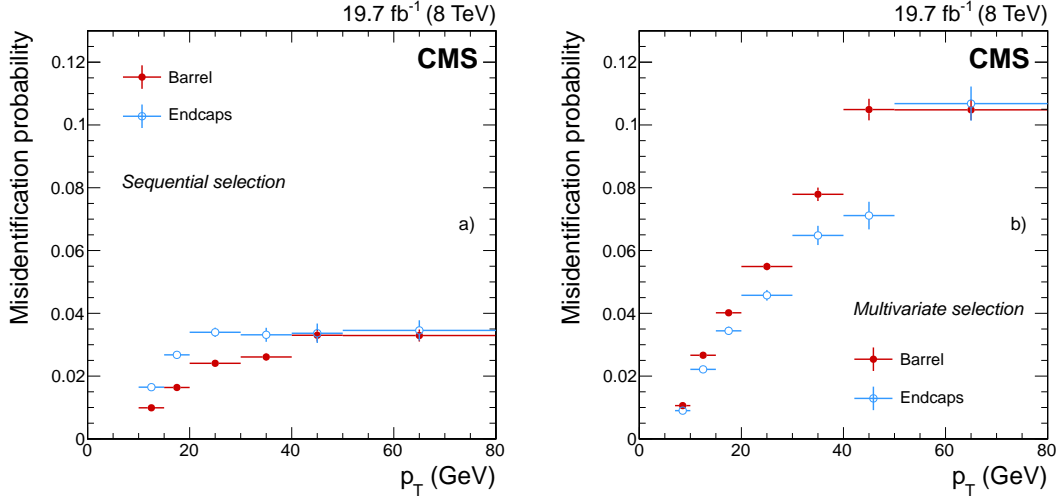 19.7 fb-1 (8 TeV)
CMS
Misidentification probability
0.12
0.1
0.08
0.06
0.04
0.02
0
Barrel
Endcaps
Sequential selection
a)
0 20 40 60 80
pT (GeV)
19.7 fb-1 (8 TeV)
CMS
Misidentification probability
0.12
0.1
0.08
0.06
0.04
0.02
0
b)
Multivariate selection
Barrel
Endcaps
0 20 40 60 80
pT (GeV)